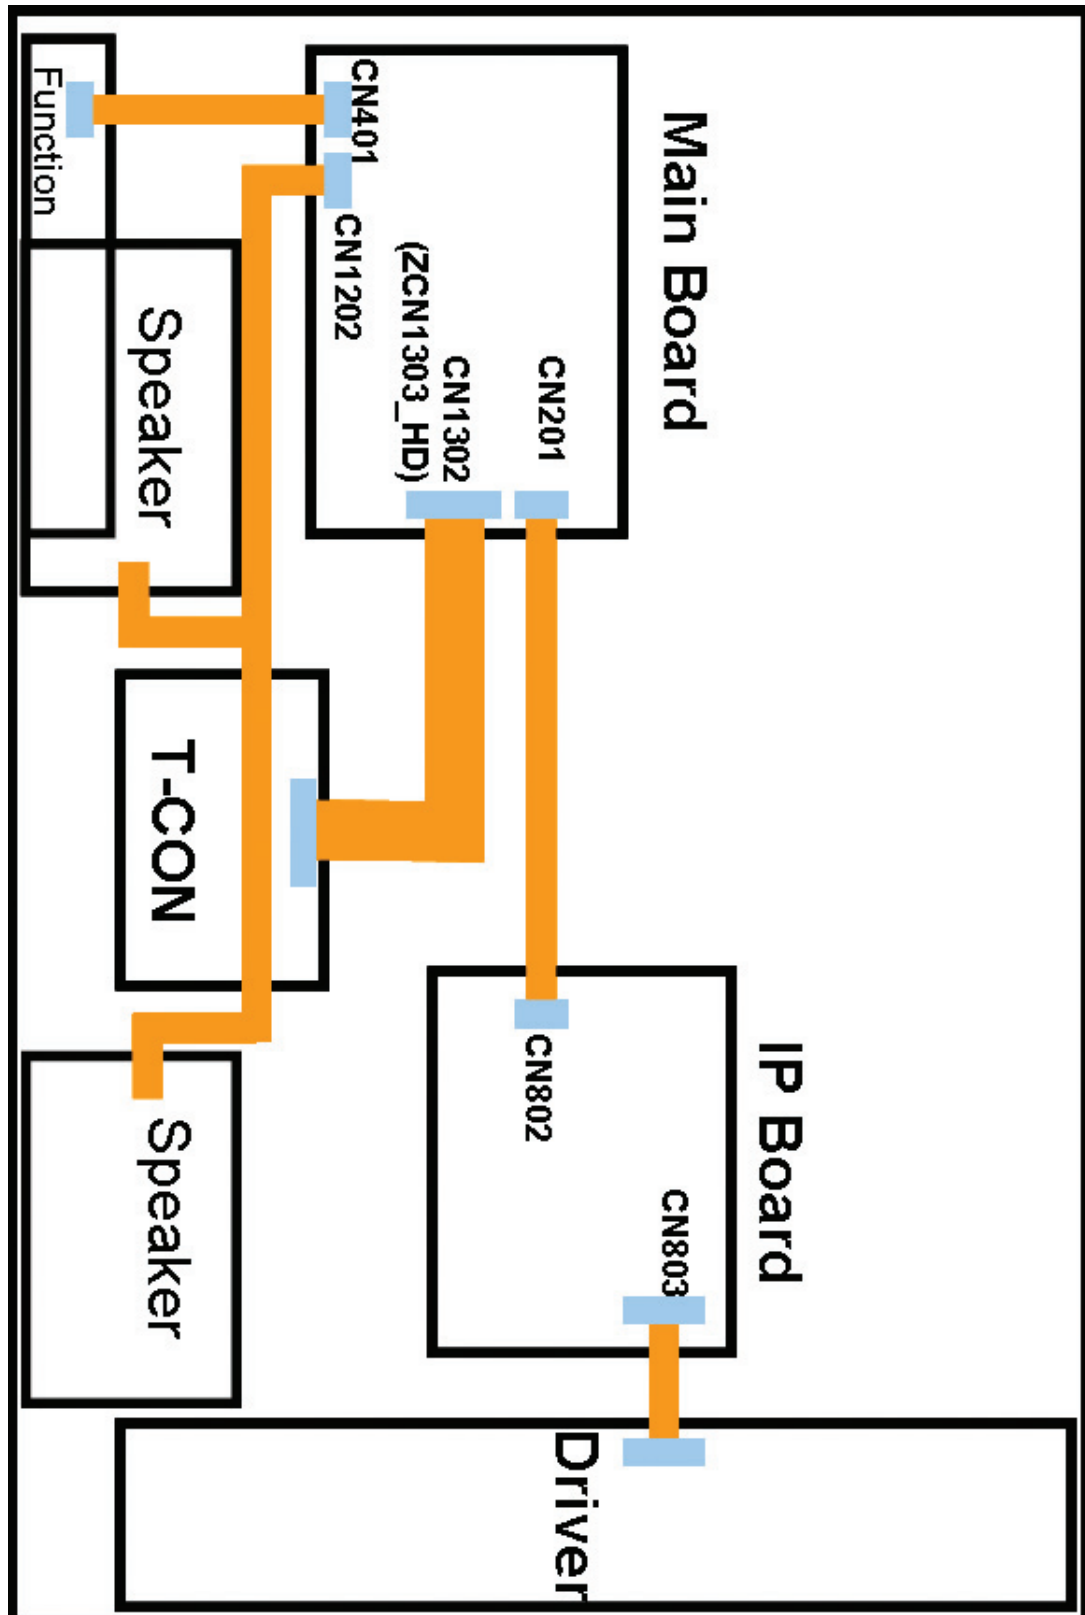 Main Board
CN201
CN1302
(ZCN1303_HD)
CN401
CN1202
Function
Speaker
T-CON
IP Board
CN802
CN803
Speaker
Driver